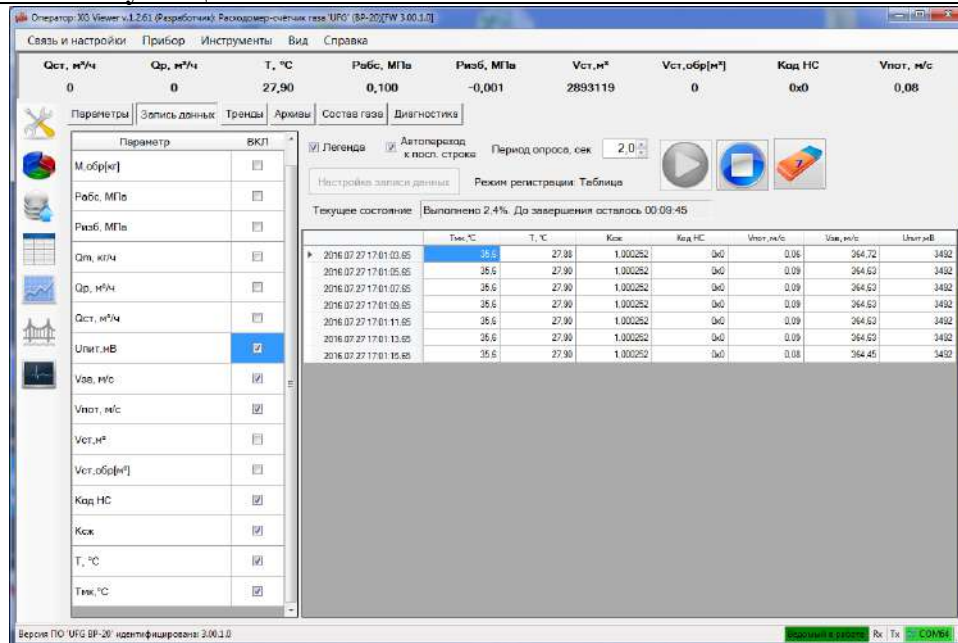 Оператор: XG Viewer v.1.2.61 (Разработчик): Расходомер-счетчик газа 'UFG' (ВР-20)[FW 3.00.1.0]
Связь и настройки Прибор Инструменты Вид Справка
Qст, м³/ч Qр, м³/ч T, °C Рабс, МПа Ризб, МПа Vст,м³ Vст,обр[м³] Код НС Vпот, м/с
0 0 27,90 0,100 -0,001 2893119 0 0x0 0,08
Параметры Запись данных Тренды Архивы Состав газа Диагностика
Параметр ВКЛ
М,обр[кг]
Рабс, МПа
Ризб, МПа
Qm, кг/ч
Qр, м³/ч
Qст, м³/ч
Uпит,мВ
Vзв, м/с
Vпот, м/с
Vст,м³
Vст,обр[м³]
Код НС
Ксж
T, °C
Тмк,°C
Легенда Автопереход к посл. строке Период опроса, сек 2,0
Настройка записи данных Режим регистрации: Таблица
Текущее состояние Выполнено 2,4%. До завершения осталось 00:09:45
Тмк,°C T, °C Ксж Код НС Vпот,м/с Vзв, м/с Uпит,мВ
2016.07.27 17:01:03.65 35,6 27,88 1,000252 0x0 0,06 364,72 3492
2016.07.27 17:01:05.65 35,6 27,90 1,000252 0x0 0,09 364,63 3492
2016.07.27 17:01:07.65 35,6 27,90 1,000252 0x0 0,09 364,63 3492
2016.07.27 17:01:09.65 35,6 27,90 1,000252 0x0 0,09 364,63 3492
2016.07.27 17:01:11.65 35,6 27,90 1,000252 0x0 0,09 364,63 3492
2016.07.27 17:01:13.65 35,6 27,90 1,000252 0x0 0,09 364,63 3492
2016.07.27 17:01:15.65 35,6 27,90 1,000252 0x0 0,08 364,45 3492
Версия ПО 'UFG ВР-20' идентифицирована: 3.00.1.0 Ведомый в работе Rx Tx COM64